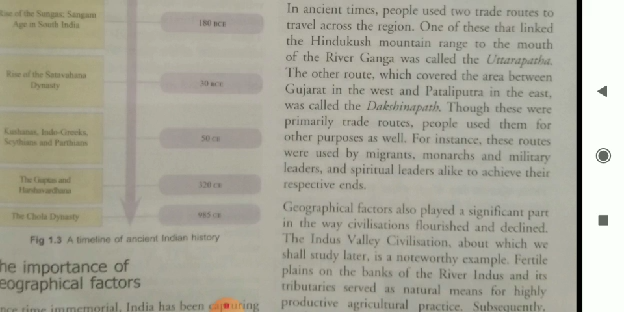 Rise of the Sungas; Sangam
Age in South India
180 BCE
Rise of the Satavahana
Dynasty
50 BCE
Kushanas, Indo-Greeks,
Scythians and Parthians
50 CE
The Guptas and
Harshavardhana
320 CE
The Chola Dynasty
985 CE
Fig 1.3 A timeline of ancient Indian history
he importance of
eographical factors
nce time immemorial, India has been capturing
In ancient times, people used two trade routes to
travel across the region. One of these that linked
the Hindukush mountain range to the mouth
of the River Ganga was called the Uttarapatha.
The other route, which covered the area between
Gujarat in the west and Pataliputra in the east,
was called the Dakshinapath. Though these were
primarily trade routes, people used them for
other purposes as well. For instance, these routes
were used by migrants, monarchs and military
leaders, and spiritual leaders alike to achieve their
respective ends.
Geographical factors also played a significant part
in the way civilisations flourished and declined.
The Indus Valley Civilisation, about which we
shall study later, is a noteworthy example. Fertile
plains on the banks of the River Indus and its
tributaries served as natural means for highly
productive agricultural practice. Subsequently,